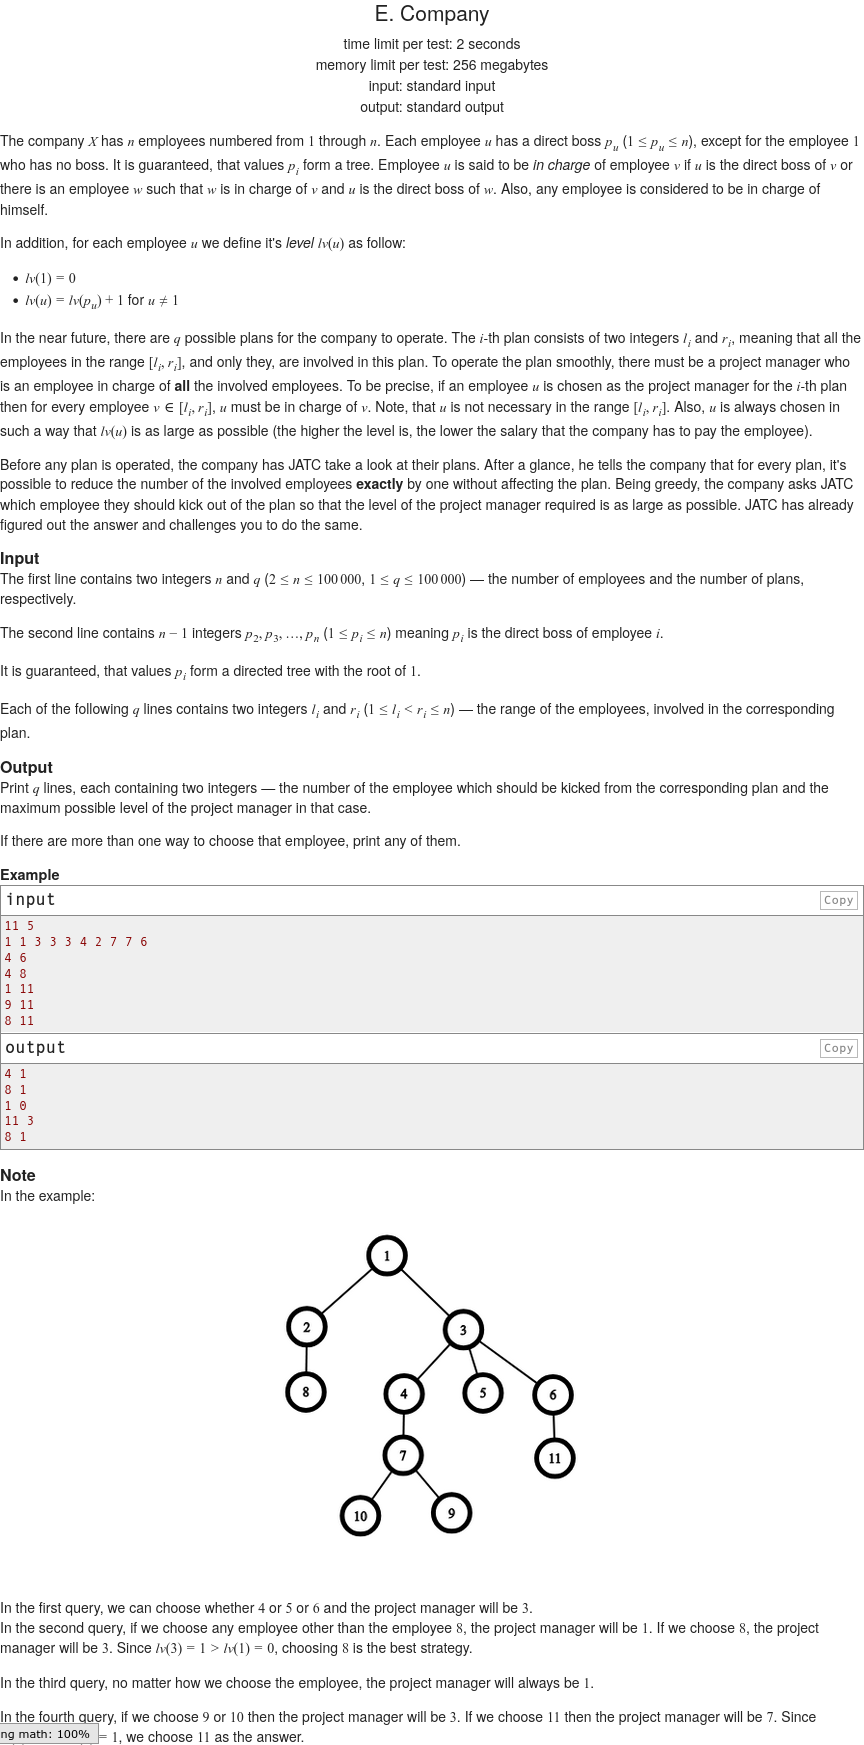 E. Company
time limit per test: 2 seconds
memory limit per test: 256 megabytes
input: standard input
output: standard output
The company X has n employees numbered from 1 through n. Each employee u has a direct boss p_u (1 ≤ p_u ≤ n), except for the employee 1
who has no boss. It is guaranteed, that values p_i form a tree. Employee u is said to be in charge of employee v if u is the direct boss of v or
there is an employee w such that w is in charge of v and u is the direct boss of w. Also, any employee is considered to be in charge of
himself.
In addition, for each employee u we define it's level lv(u) as follow:
• lv(1) = 0
• lv(u) = lv(p_u) + 1 for u ≠ 1
In the near future, there are q possible plans for the company to operate. The i-th plan consists of two integers l_i and r_i, meaning that all the
employees in the range [l_i, r_i], and only they, are involved in this plan. To operate the plan smoothly, there must be a project manager who
is an employee in charge of all the involved employees. To be precise, if an employee u is chosen as the project manager for the i-th plan
then for every employee v ∈ [l_i, r_i], u must be in charge of v. Note, that u is not necessary in the range [l_i, r_i]. Also, u is always chosen in
such a way that lv(u) is as large as possible (the higher the level is, the lower the salary that the company has to pay the employee).
Before any plan is operated, the company has JATC take a look at their plans. After a glance, he tells the company that for every plan, it's
possible to reduce the number of the involved employees exactly by one without affecting the plan. Being greedy, the company asks JATC
which employee they should kick out of the plan so that the level of the project manager required is as large as possible. JATC has already
figured out the answer and challenges you to do the same.
Input
The first line contains two integers n and q (2 ≤ n ≤ 100 000, 1 ≤ q ≤ 100 000) — the number of employees and the number of plans,
respectively.
The second line contains n − 1 integers p_2, p_3, …, p_n (1 ≤ p_i ≤ n) meaning p_i is the direct boss of employee i.
It is guaranteed, that values p_i form a directed tree with the root of 1.
Each of the following q lines contains two integers l_i and r_i (1 ≤ l_i < r_i ≤ n) — the range of the employees, involved in the corresponding
plan.
Output
Print q lines, each containing two integers — the number of the employee which should be kicked from the corresponding plan and the
maximum possible level of the project manager in that case.
If there are more than one way to choose that employee, print any of them.
Example
input Copy
11 5
1 1 3 3 3 4 2 7 7 6
4 6
4 8
1 11
9 11
8 11
output Copy
4 1
8 1
1 0
11 3
8 1
Note
In the example:
1
2 3
8 4 5 6
7 11
10 9
In the first query, we can choose whether 4 or 5 or 6 and the project manager will be 3.
In the second query, if we choose any employee other than the employee 8, the project manager will be 1. If we choose 8, the project
manager will be 3. Since lv(3) = 1 > lv(1) = 0, choosing 8 is the best strategy.
In the third query, no matter how we choose the employee, the project manager will always be 1.
In the fourth query, if we choose 9 or 10 then the project manager will be 3. If we choose 11 then the project manager will be 7. Since
ng math: 100% = 1, we choose 11 as the answer.